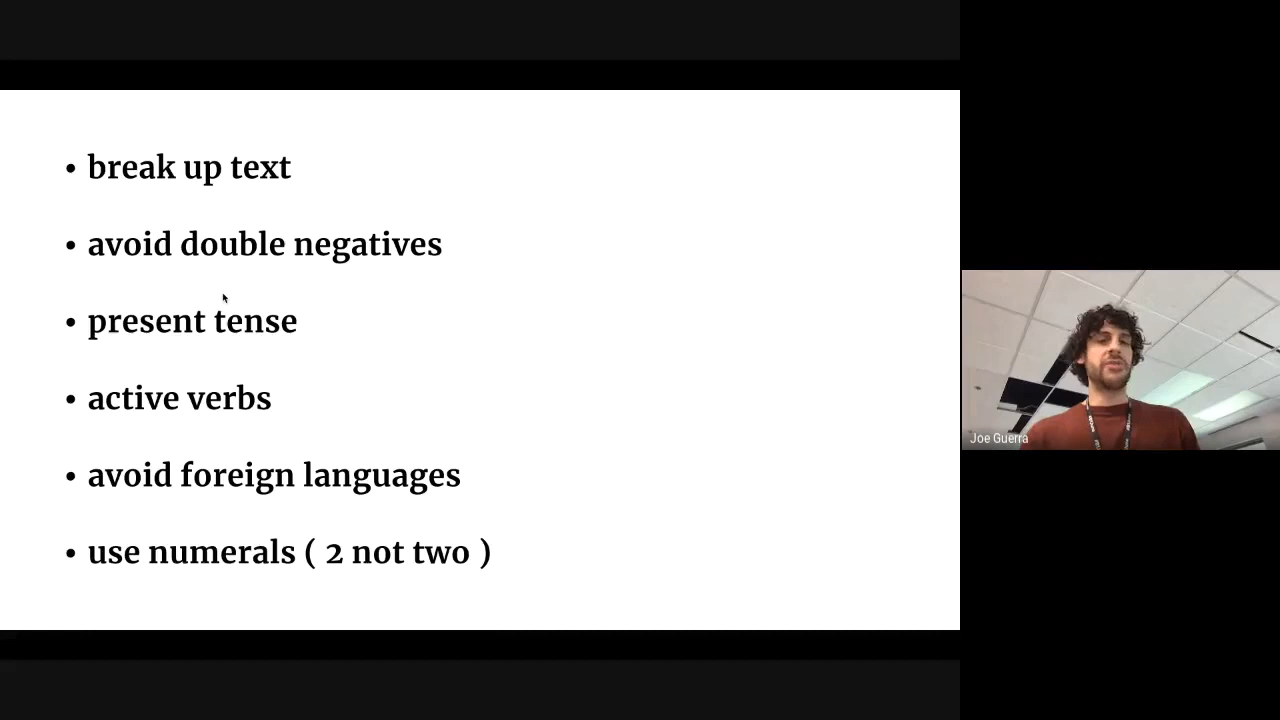 • break up text
• avoid double negatives
• present tense
• active verbs
• avoid foreign languages
• use numerals ( 2 not two )
Joe Guerra